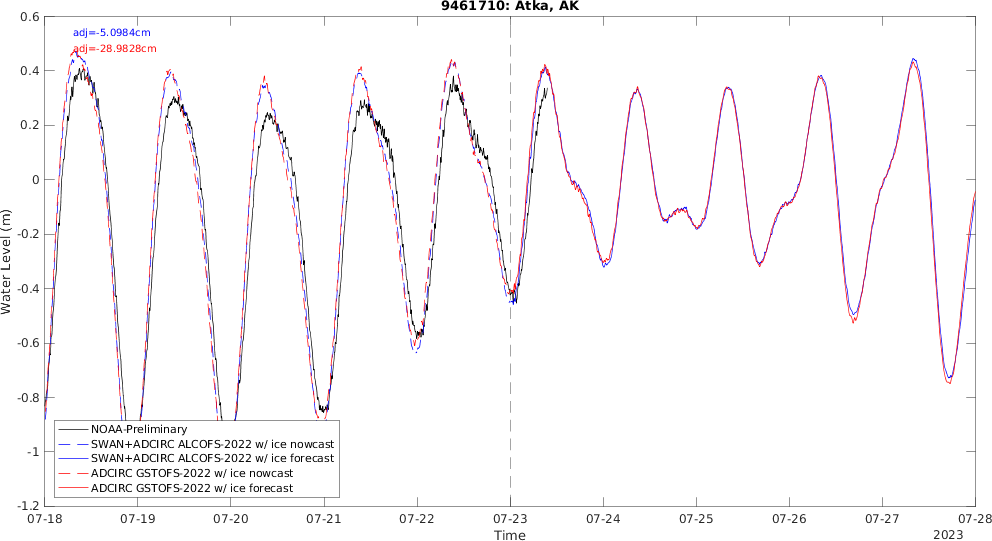 9461710: Atka, AK
adj=-5.0984cm
adj=-28.9828cm
0.6
0.4
0.2
0
-0.2
-0.4
-0.6
-0.8
-1
-1.2
Water Level (m)
NOAA-Preliminary
SWAN+ADCIRC ALCOFS-2022 w/ ice nowcast
SWAN+ADCIRC ALCOFS-2022 w/ ice forecast
ADCIRC GSTOFS-2022 w/ ice nowcast
ADCIRC GSTOFS-2022 w/ ice forecast
07-18 07-19 07-20 07-21 07-22 07-23 07-24 07-25 07-26 07-27 07-28
Time
2023